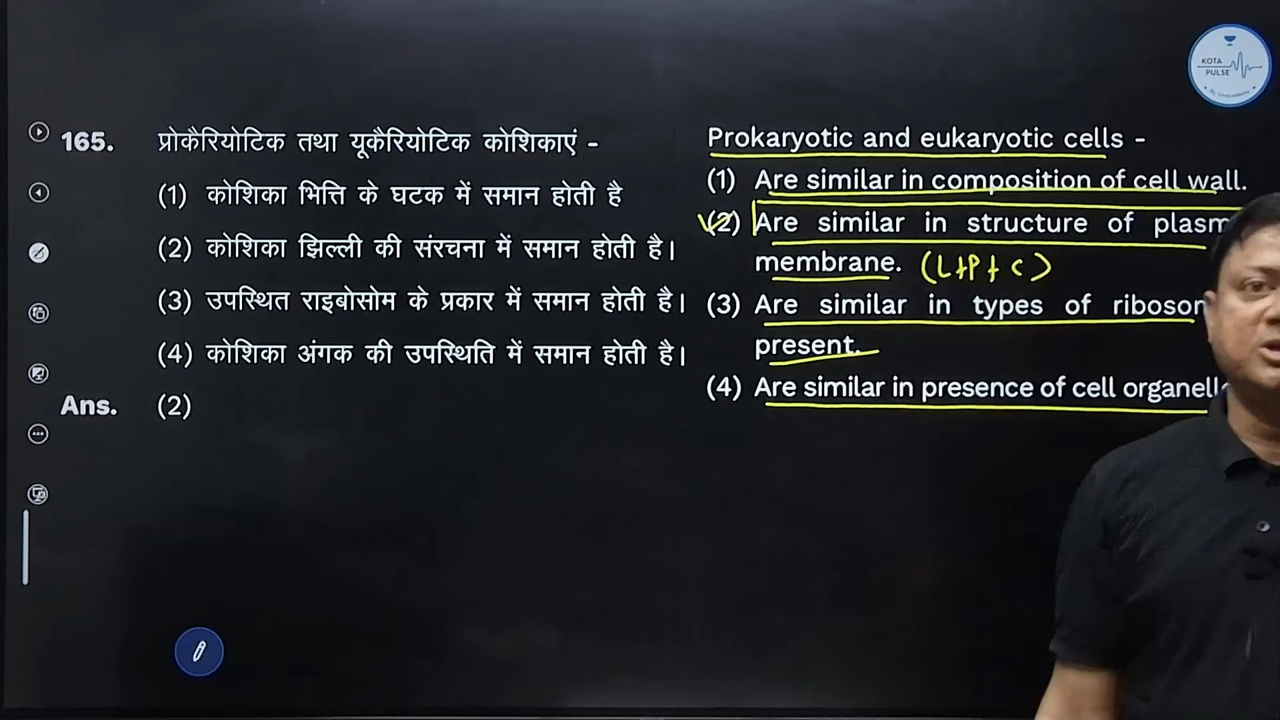 KOTA
PULSE
165. प्रोकैरियोटिक तथा यूकैरियोटिक कोशिकाएं -
(1) कोशिका भित्ति के घटक में समान होती है
(2) कोशिका झिल्ली की संरचना में समान होती है।
(3) उपस्थित राइबोसोम के प्रकार में समान होती है।
(4) कोशिका अंगक की उपस्थिति में समान होती है।
Ans. (2)
Prokaryotic and eukaryotic cells -
(1) Are similar in composition of cell wall.
(2) Are similar in structure of plasm
membrane. (L+P+C)
(3) Are similar in types of riboson
present.
(4) Are similar in presence of cell organell